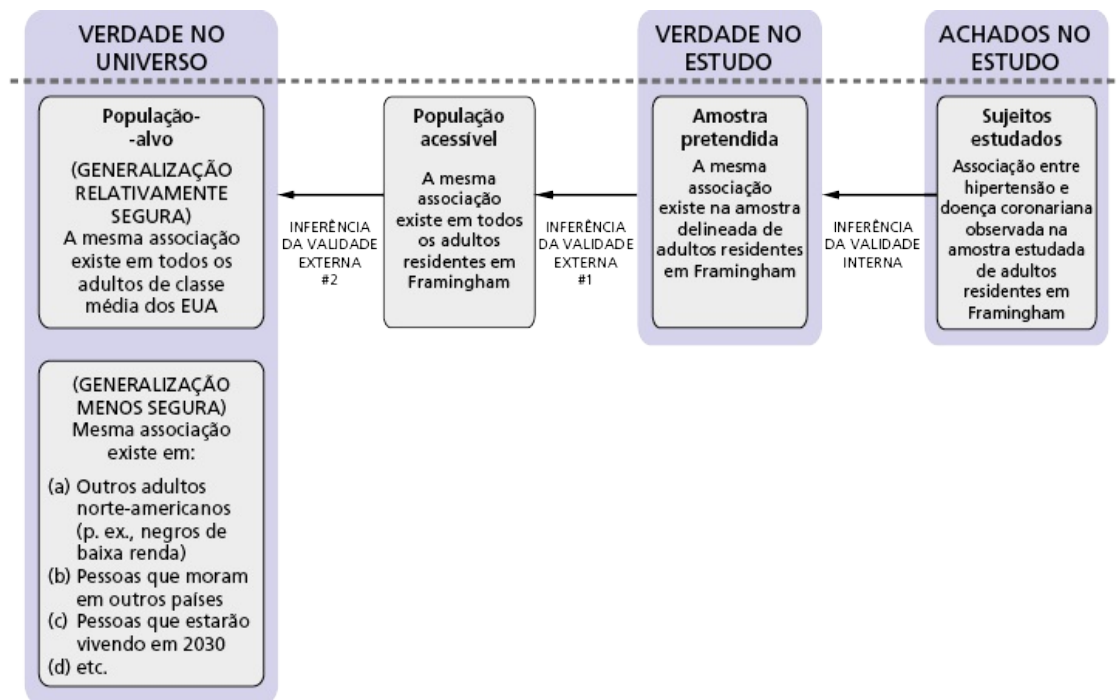 VERDADE NO
UNIVERSO
VERDADE NO
ESTUDO
ACHADOS NO
ESTUDO
População-
-alvo
(GENERALIZAÇÃO
RELATIVAMENTE
SEGURA)
A mesma associação
existe em todos os
adultos de classe
média dos EUA
INFERÊNCIA
DA VALIDADE
EXTERNA
#2
População
acessível
A mesma
associação
existe em todos
os adultos
residentes em
Framingham
INFERÊNCIA
DA VALIDADE
EXTERNA
#1
Amostra
pretendida
A mesma
associação
existe na amostra
delineada de
adultos residentes
em Framingham
INFERÊNCIA
DA VALIDADE
INTERNA
Sujeitos
estudados
Associação entre
hipertensão e
doença coronariana
observada na
amostra estudada
de adultos
residentes em
Framingham
(GENERALIZAÇÃO
MENOS SEGURA)
Mesma associação
existe em:
(a) Outros adultos
norte-americanos
(p. ex., negros de
baixa renda)
(b) Pessoas que moram
em outros países
(c) Pessoas que estarão
vivendo em 2030
(d) etc.